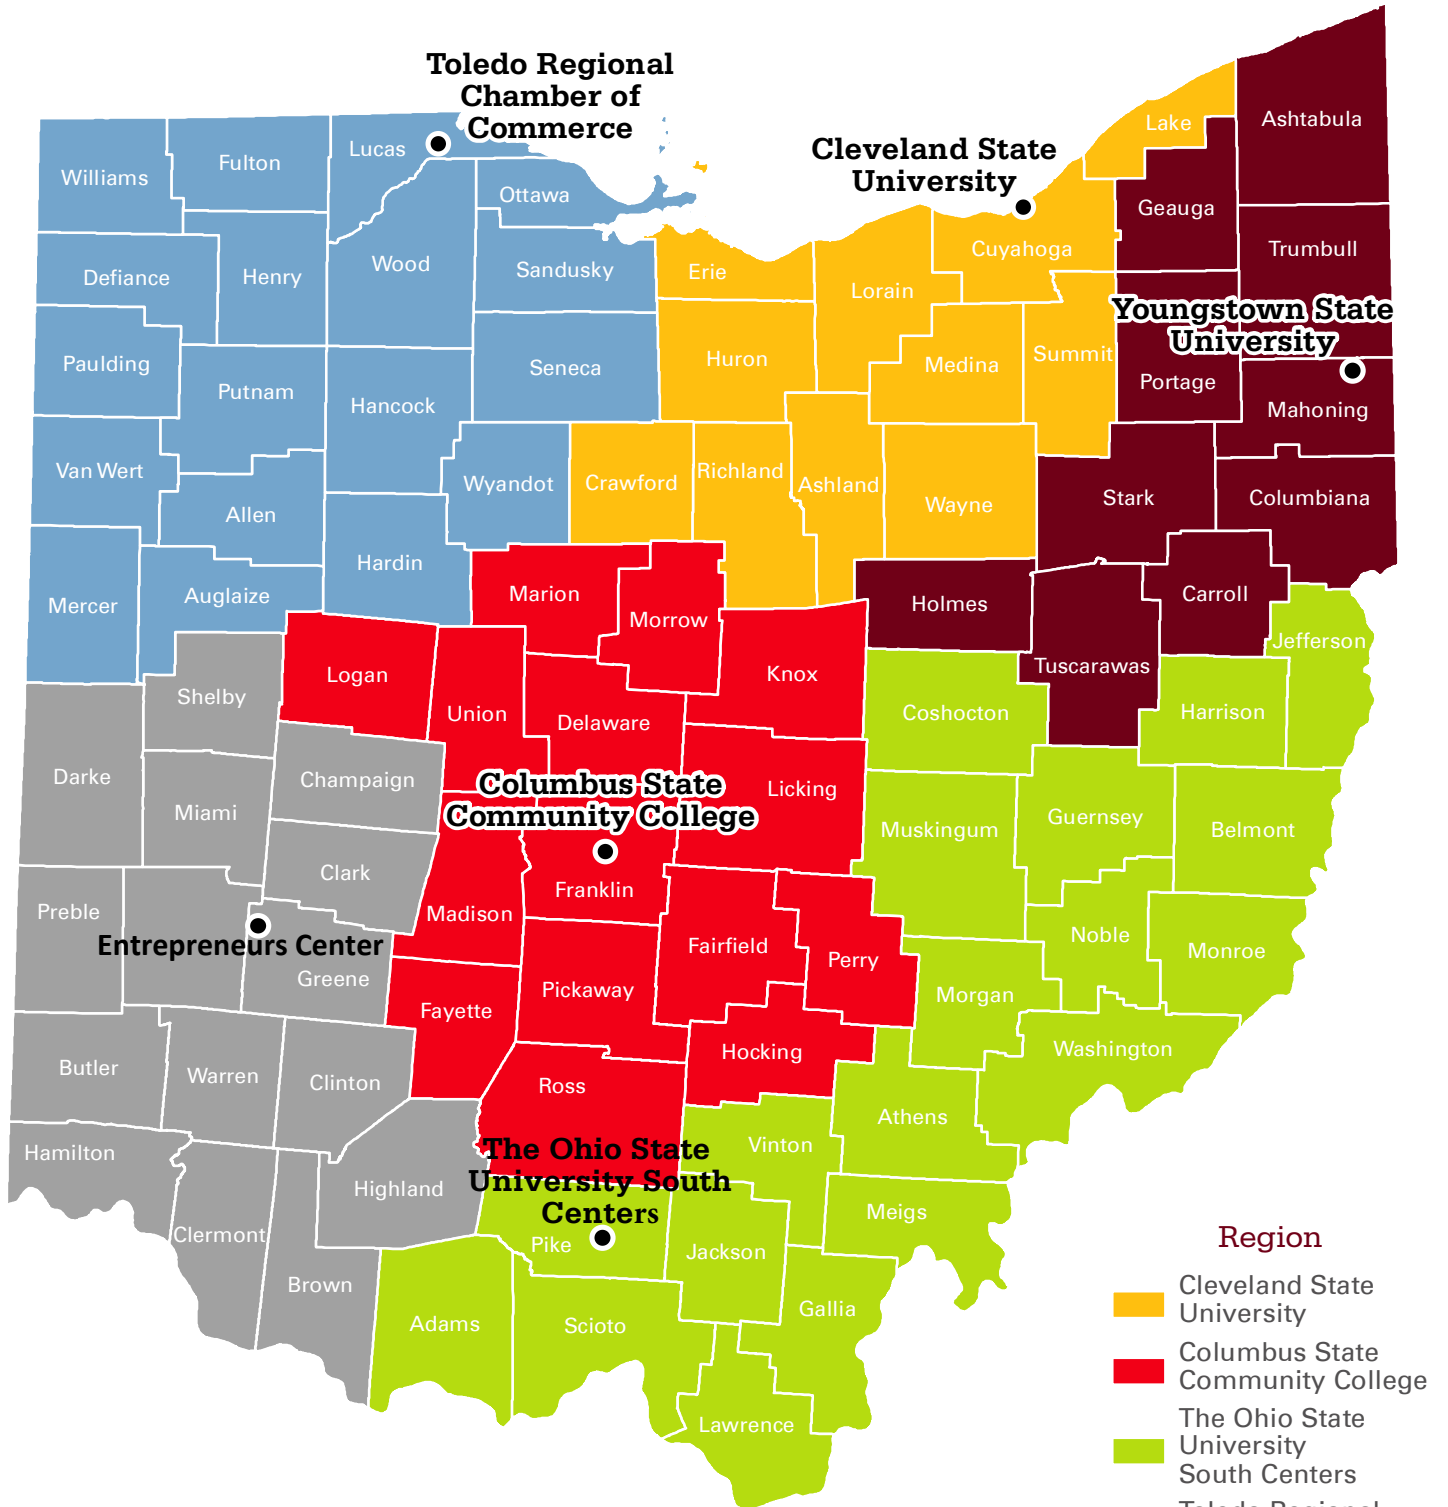 Toledo Regional
Chamber of
Commerce
Cleveland State
University
Lake
Ashtabula
Williams
Fulton
Lucas
Ottawa
Geauga
Cuyahoga
Trumbull
Defiance
Henry
Wood
Sandusky
Erie
Lorain
Youngstown State
University
Paulding
Putnam
Hancock
Seneca
Huron
Medina
Summit
Portage
Mahoning
Van Wert
Allen
Wyandot
Crawford
Richland
Ashland
Wayne
Stark
Columbiana
Mercer
Auglaize
Hardin
Marion
Morrow
Holmes
Carroll
Jefferson
Tuscarawas
Shelby
Logan
Union
Delaware
Knox
Coshocton
Harrison
Darke
Miami
Champaign
Columbus State
Community College
Licking
Muskingum
Guernsey
Belmont
Clark
Franklin
Preble
Madison
Entrepreneurs Center
Greene
Fairfield
Perry
Noble
Monroe
Pickaway
Fayette
Morgan
Butler
Warren
Clinton
Ross
Hocking
Washington
Hamilton
Highland
Athens
Vinton
The Ohio State
University South
Centers
Clermont
Pike
Jackson
Meigs
Brown
Adams
Scioto
Gallia
Lawrence
Region
Cleveland State
University
Columbus State
Community College
The Ohio State
University
South Centers
Toledo Regional